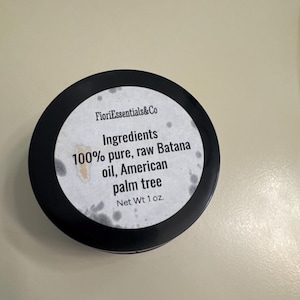 FioriEssentials&Co
Ingredients
100% pure, raw Batana
oil, American
palm tree
Net Wt 1 oz.